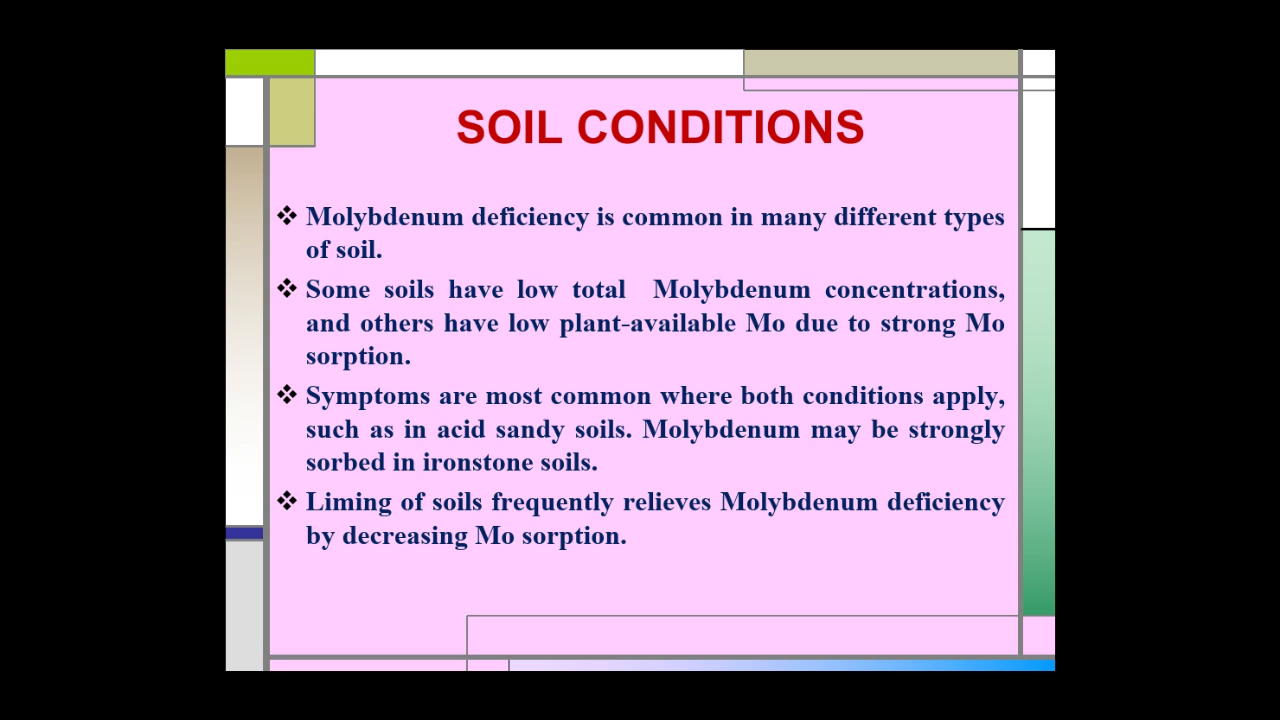 SOIL CONDITIONS
❖ Molybdenum deficiency is common in many different types
of soil.
❖ Some soils have low total Molybdenum concentrations,
and others have low plant-available Mo due to strong Mo
sorption.
❖ Symptoms are most common where both conditions apply,
such as in acid sandy soils. Molybdenum may be strongly
sorbed in ironstone soils.
❖ Liming of soils frequently relieves Molybdenum deficiency
by decreasing Mo sorption.